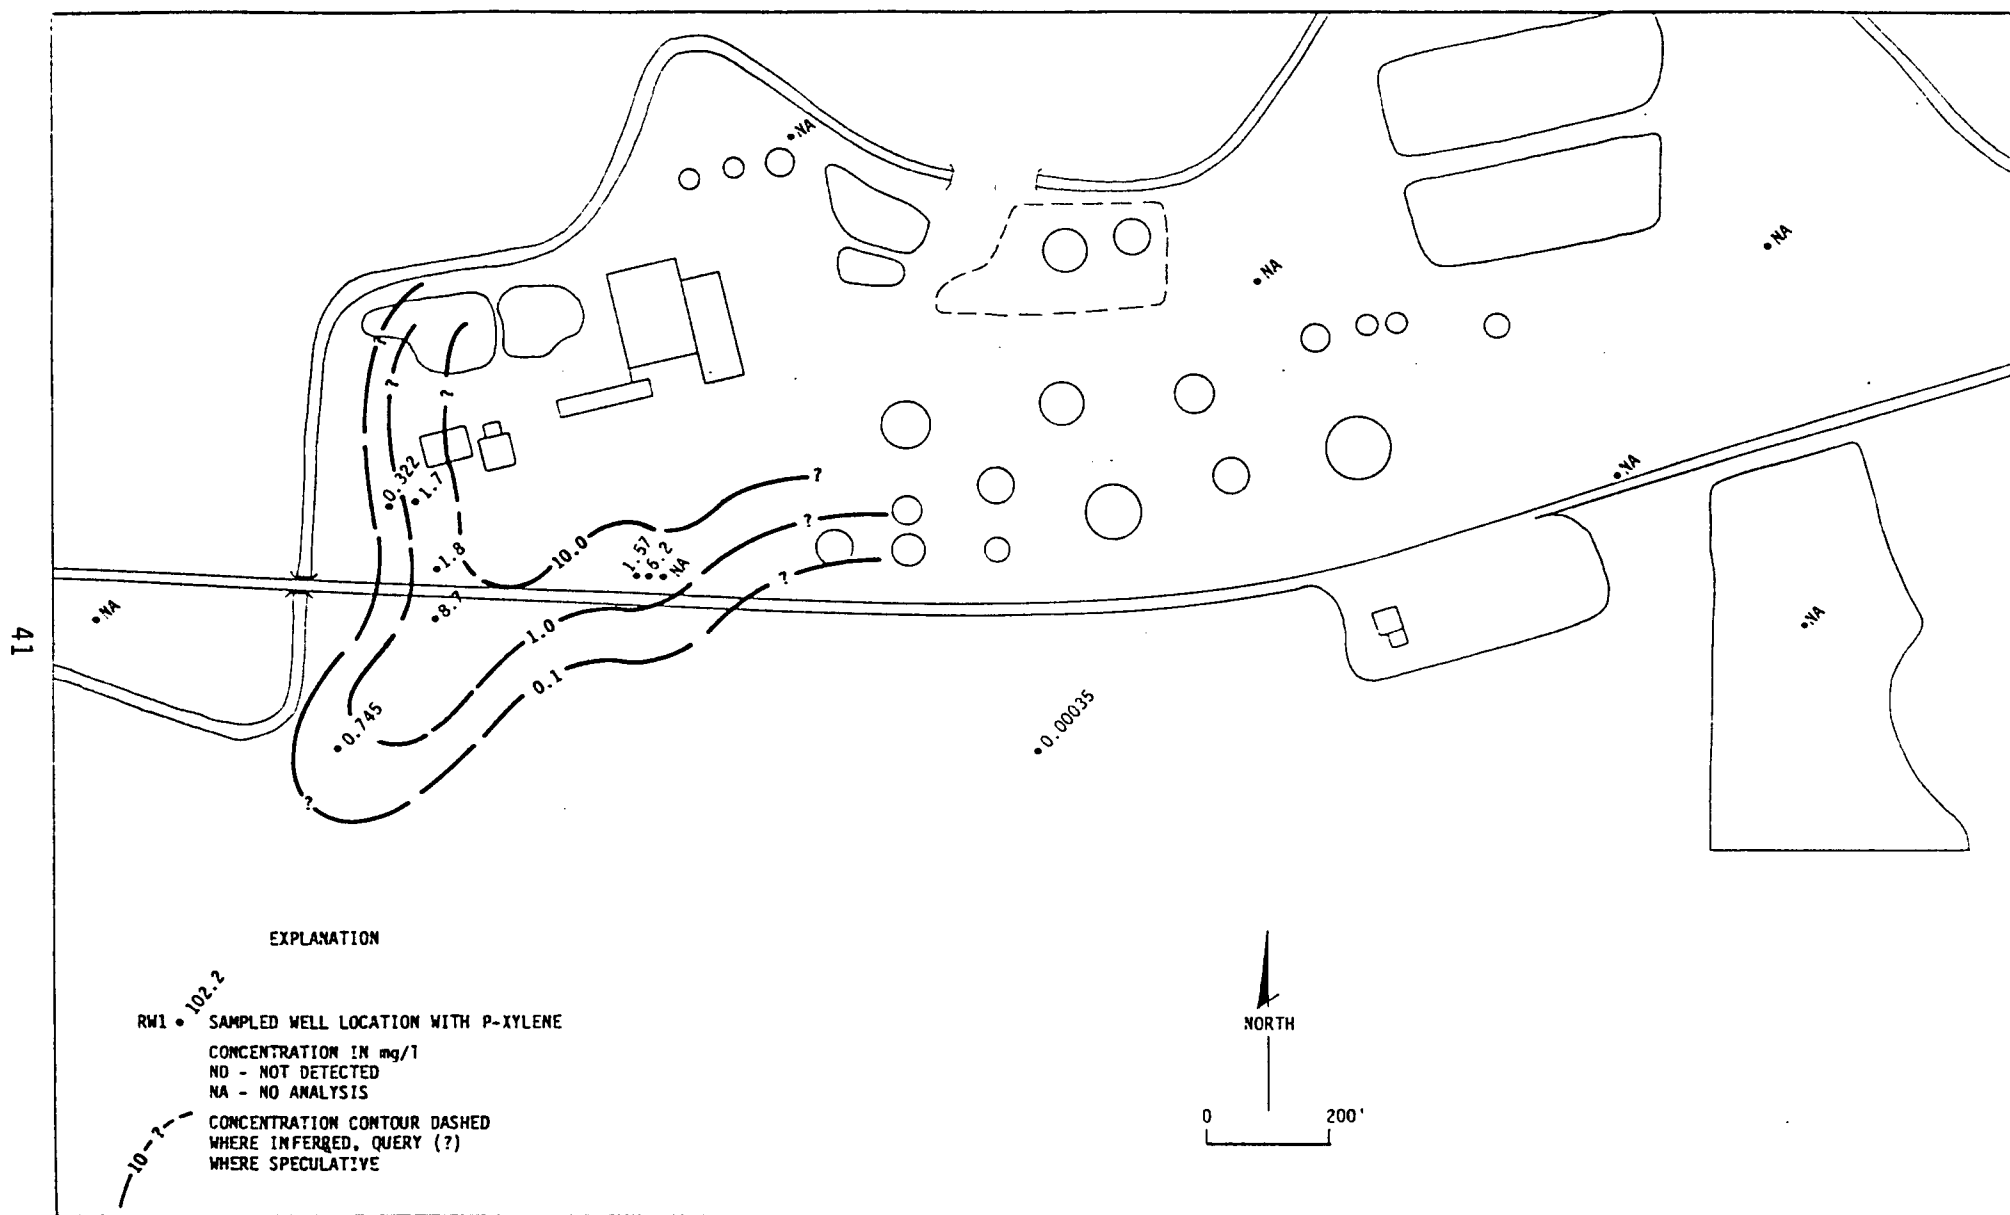 NA
NA
NA
?
?
?
0.322
1.7
?
NA
?
1.8
10.0
1.57
6.2
NA
?
NA
8.7
1.0
NA
41
0.1
0.745
0.00035
?
EXPLANATION
102.2
RW1 • SAMPLED WELL LOCATION WITH P-XYLENE
CONCENTRATION IN mg/l
ND - NOT DETECTED
NA - NO ANALYSIS
10-?-- CONCENTRATION CONTOUR DASHED
WHERE INFERRED, QUERY (?)
WHERE SPECULATIVE
NORTH
0 200'